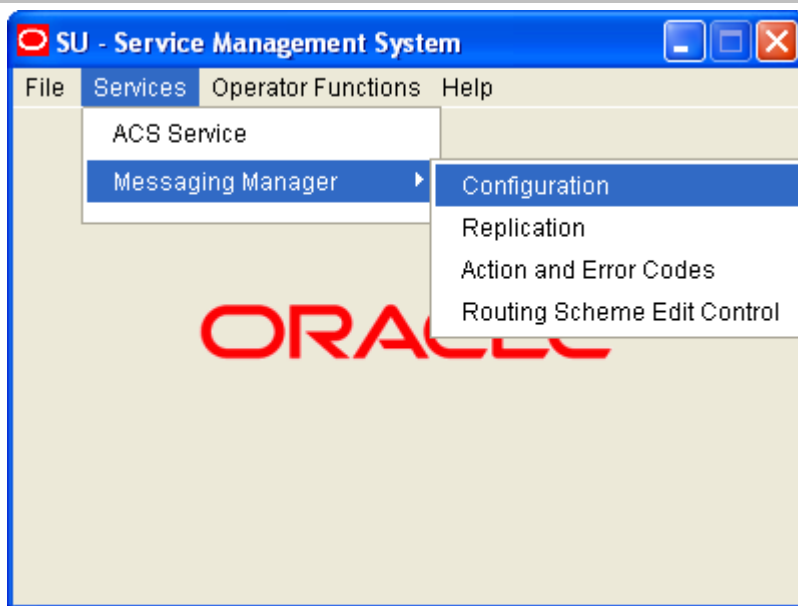 SU - Service Management System
File Services Operator Functions Help
ACS Service
Messaging Manager
Configuration
Replication
Action and Error Codes
Routing Scheme Edit Control
ORACLE